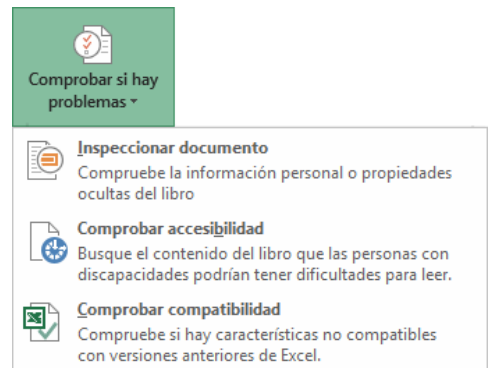 Comprobar si hay
problemas
Inspeccionar documento
Compruebe la información personal o propiedades
ocultas del libro
Comprobar accesibilidad
Busque el contenido del libro que las personas con
discapacidades podrían tener dificultades para leer.
Comprobar compatibilidad
Compruebe si hay características no compatibles
con versiones anteriores de Excel.